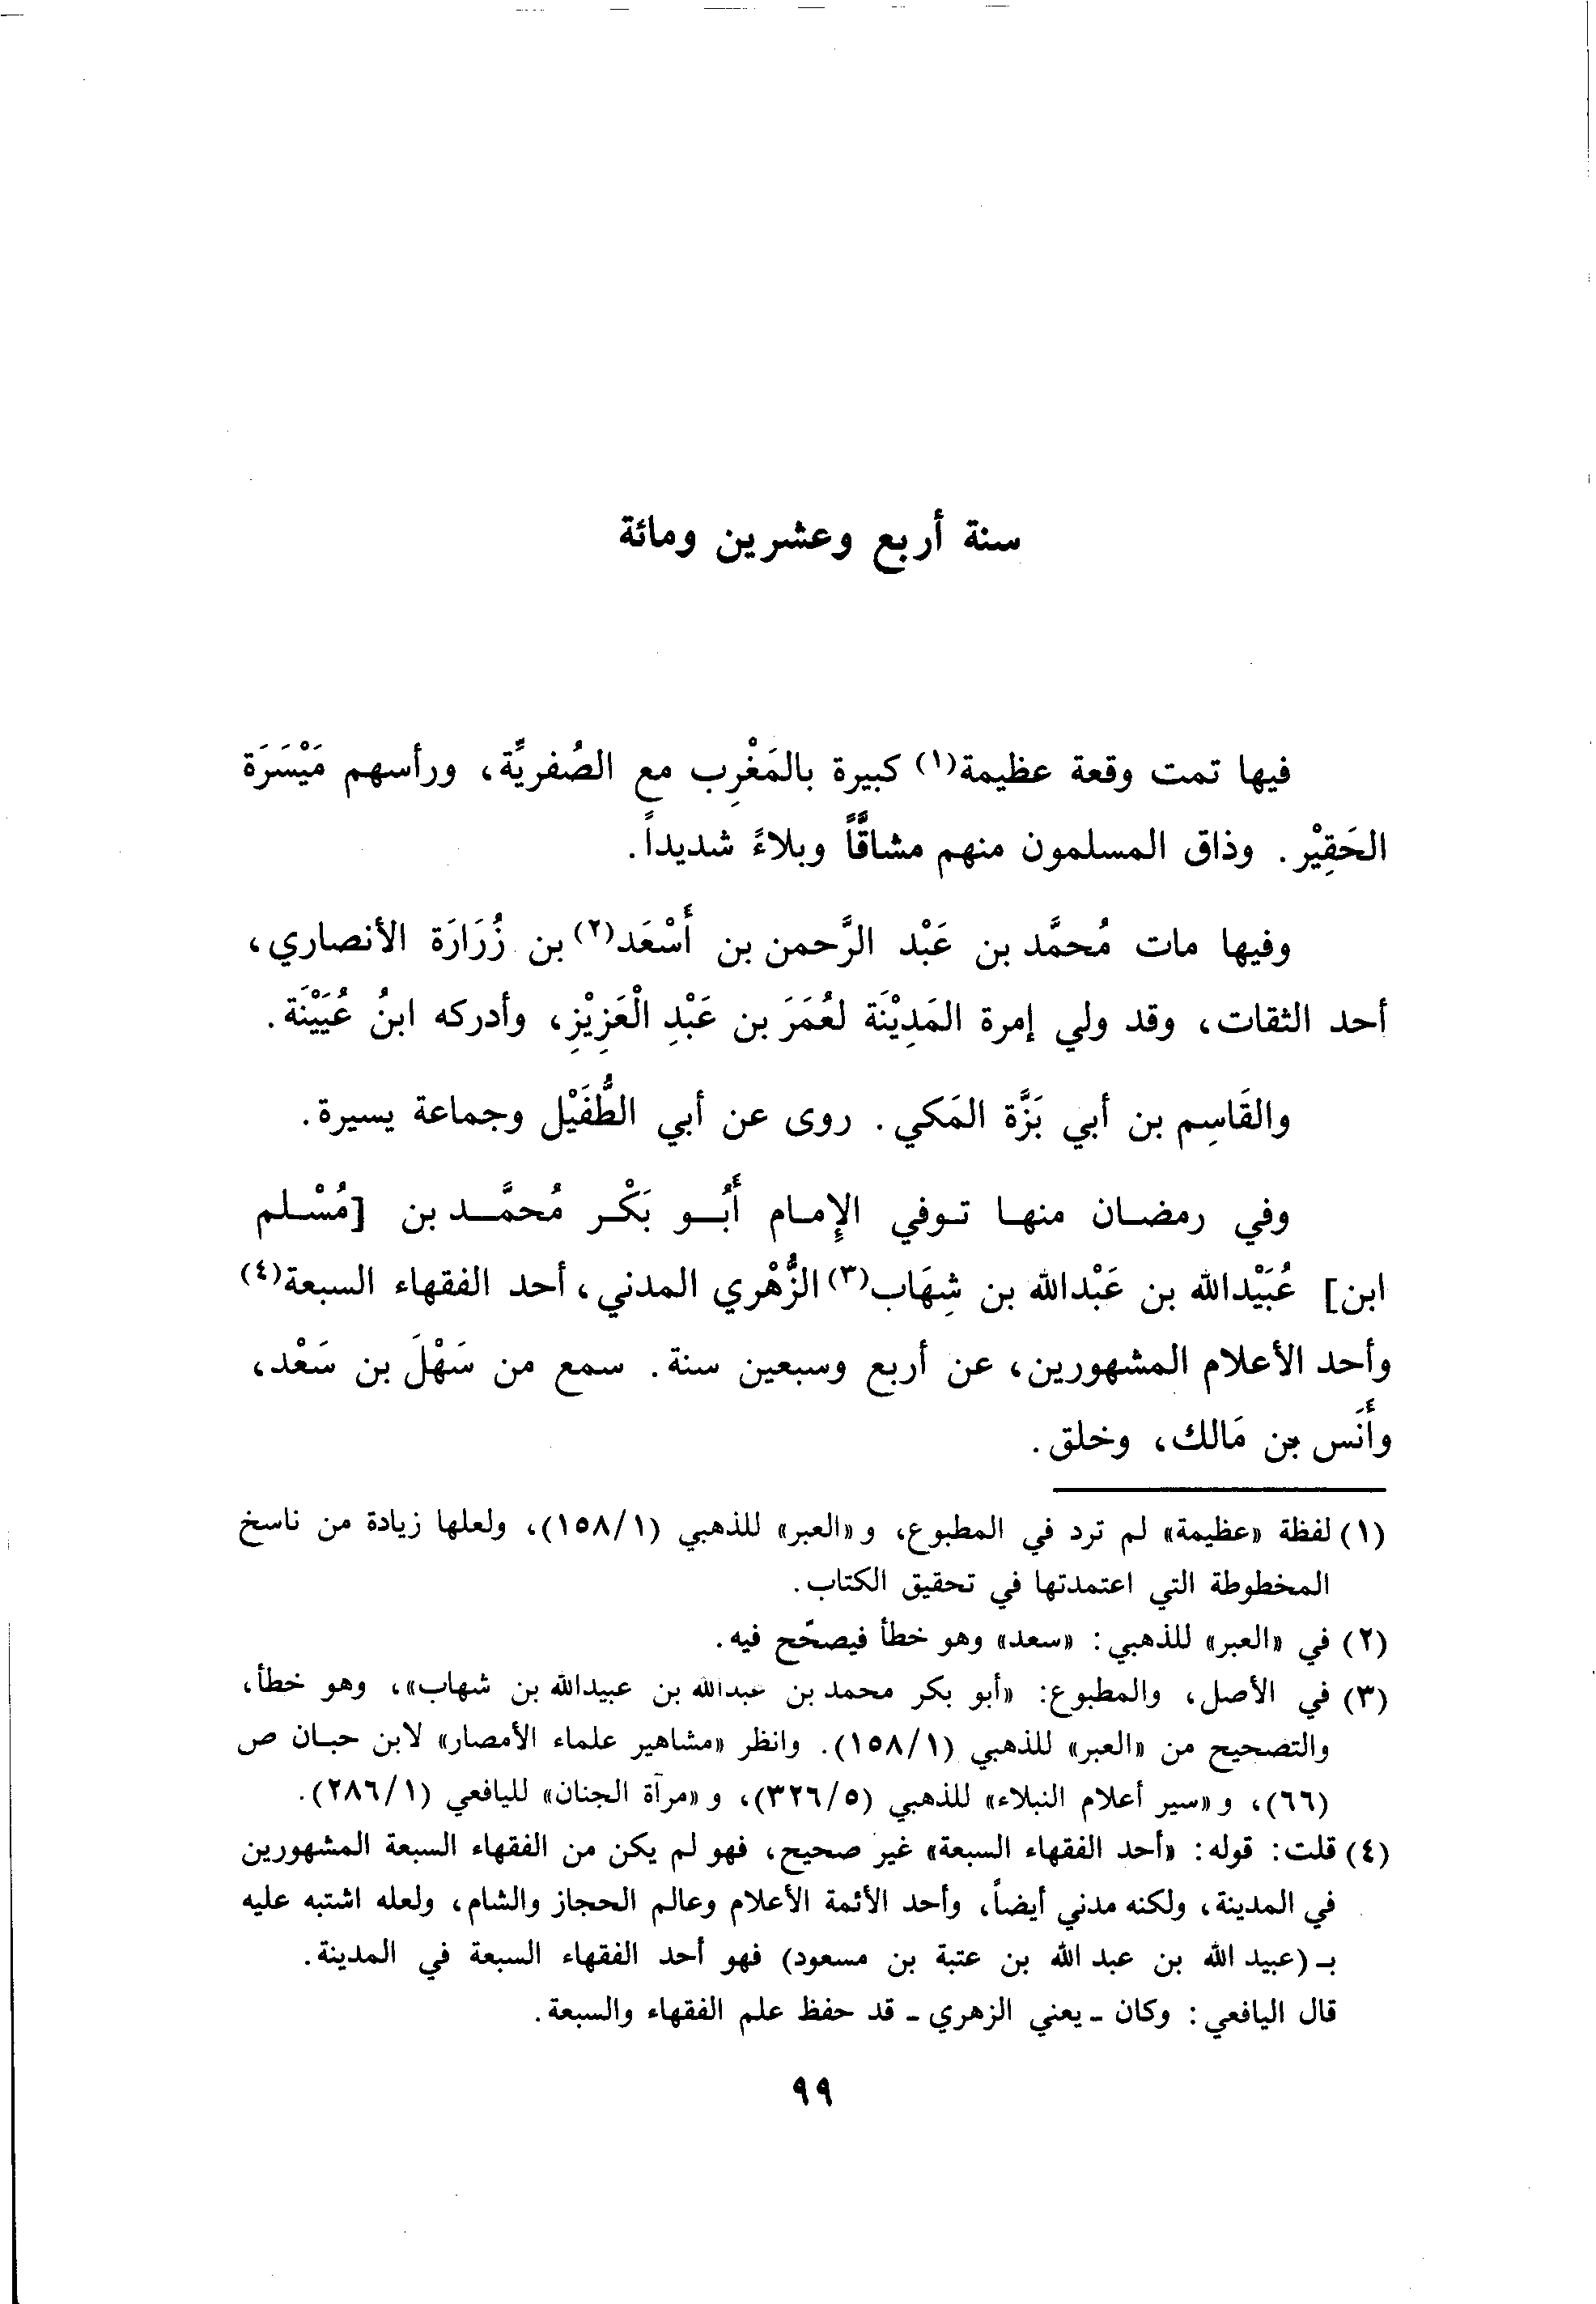 سنة أربع وعشرين ومائة
فيها تمت وقعة عظيمة(١) كبيرة بالمَغْرِب مع الصُفريَّة، ورأسهم مَيْسَرَة
الحَقِيْر. وذاق المسلمون منهم مشاقّاً وبلاءً شديداً.
وفيها مات مُحمَّد بن عَبْد الرَّحمن بن أَسْعَد(٢) بن زُرَارَة الأنصاري،
أحد الثقات، وقد ولي إمرة المَدِيْنَة لعُمَرَ بن عَبْدِ الْعَزِيْزِ، وأدركه ابنُ عُيَيْنَة.
والقَاسِم بن أبي بَزَّة المَكي. روى عن أبي الطُّفَيْل وجماعة يسيرة.
وفي رمضان منها توفي الإمام أَبُو بَكْر مُحمَّد بن [مُسْلم
ابن] عُبَيْدالله بن عَبْدالله بن شِهَاب(٣) الزُّهْري المدني، أحد الفقهاء السبعة(٤)
وأحد الأعلام المشهورين، عن أربع وسبعين سنة. سمع من سَهْلَ بن سَعْد،
وأَنَس بن مَالك، وخلق.
(١) لفظة «عظيمة» لم ترد في المطبوع، و «العبر» للذهبي (١/١٥٨)، ولعلها زيادة من ناسخ
المخطوطة التي اعتمدتها في تحقيق الكتاب.
(٢) في «العبر» للذهبي: «سعد» وهو خطأ فيصحّح فيه.
(٣) في الأصل، والمطبوع: «أبو بكر محمد بن عبدالله بن عبيدالله بن شهاب»، وهو خطأ،
والتصحيح من «العبر» للذهبي (١/١٥٨). وانظر «مشاهير علماء الأمصار» لابن حبان ص
(٦٦)، و «سير أعلام النبلاء» للذهبي (٥/٣٢٦)، و «مرآة الجنان» لليافعي (١/٢٨٦).
(٤) قلت: قوله: «أحد الفقهاء السبعة» غير صحيح، فهو لم يكن من الفقهاء السبعة المشهورين
في المدينة، ولكنه مدني أيضاً، وأحد الأئمة الأعلام وعالم الحجاز والشام، ولعله اشتبه عليه
بـ (عبيد الله بن عبد الله بن عتبة بن مسعود) فهو أحد الفقهاء السبعة في المدينة.
قال اليافعي: وكان - يعني الزهري - قد حفظ علم الفقهاء والسبعة.
٩٩